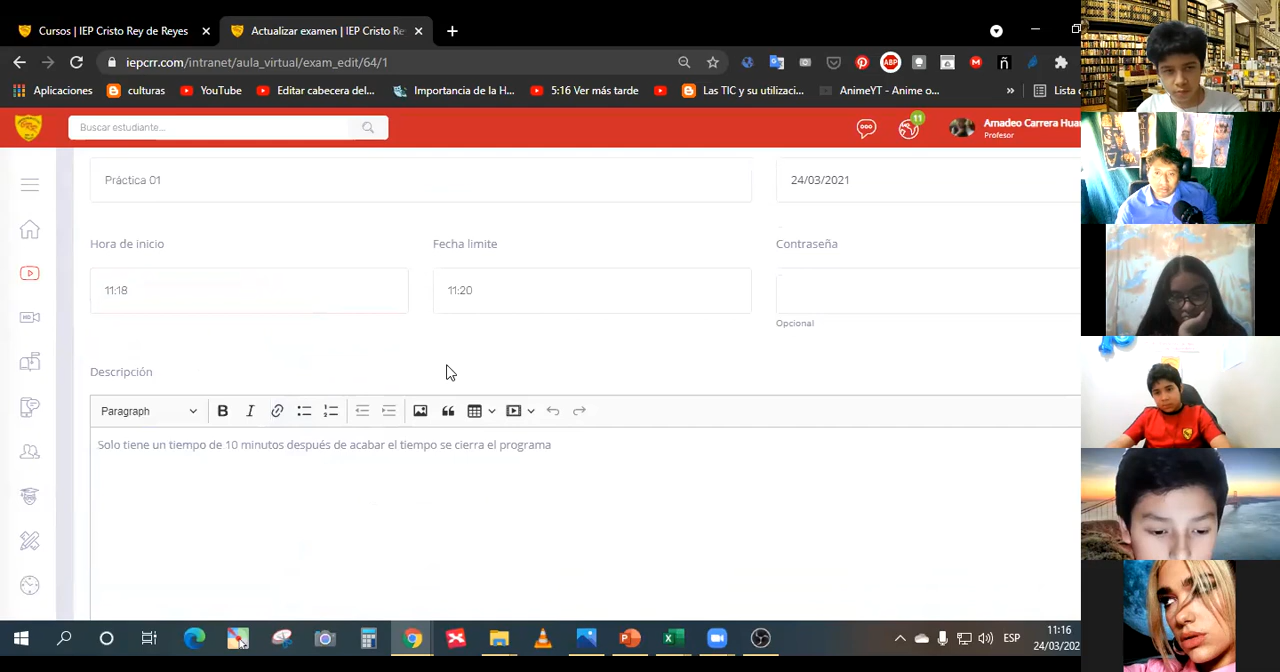 Cursos | IEP Cristo Rey de Reyes
Actualizar examen | IEP Cristo Re
iepcrr.com/intranet/aula_virtual/exam_edit/64/1
ABP
Aplicaciones
culturas
YouTube
Editar cabecera del...
Importancia de la H...
5:16 Ver más tarde
Las TIC y su utilizaci...
AnimeYT - Anime o...
»
Lista
Buscar estudiante...
11
Amadeo Carrera Hua
Profesor
Práctica 01
24/03/2021
Hora de inicio
Fecha limite
Contraseña
11:18
11:20
Opcional
Descripción
Paragraph
B I
Solo tiene un tiempo de 10 minutos después de acabar el tiempo se cierra el programa
ESP
11:16
24/03/202